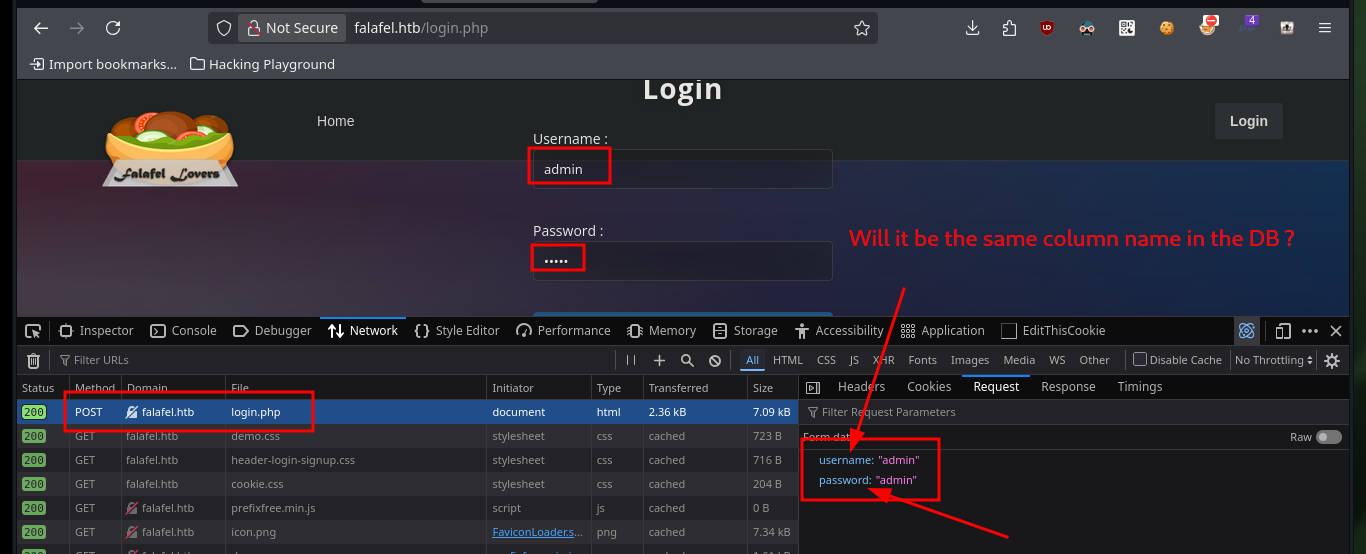 Not Secure falafel.htb/login.php 4
Import bookmarks... Hacking Playground
Login
Home
Login
Falafel Lovers
Username :
admin
Password :
•••••
Will it be the same column name in the DB ?
Inspector Console Debugger Network Style Editor Performance Memory Storage Accessibility Application EditThisCookie
Filter URLs All HTML CSS JS XHR Fonts Images Media WS Other Disable Cache No Throttling
Status Method Domain File Initiator Type Transferred Size Headers Cookies Request Response Timings
200 POST falafel.htb login.php document html 2.36 kB 7.09 kB
Filter Request Parameters
200 GET falafel.htb demo.css stylesheet css cached 723 B
Form data Raw
200 GET falafel.htb header-login-signup.css stylesheet css cached 716 B
username: "admin"
200 GET falafel.htb cookie.css stylesheet css cached 204 B
password: "admin"
200 GET falafel.htb prefixfree.min.js script js cached 0 B
200 GET falafel.htb icon.png FaviconLoader.s... png cached 7.34 kB